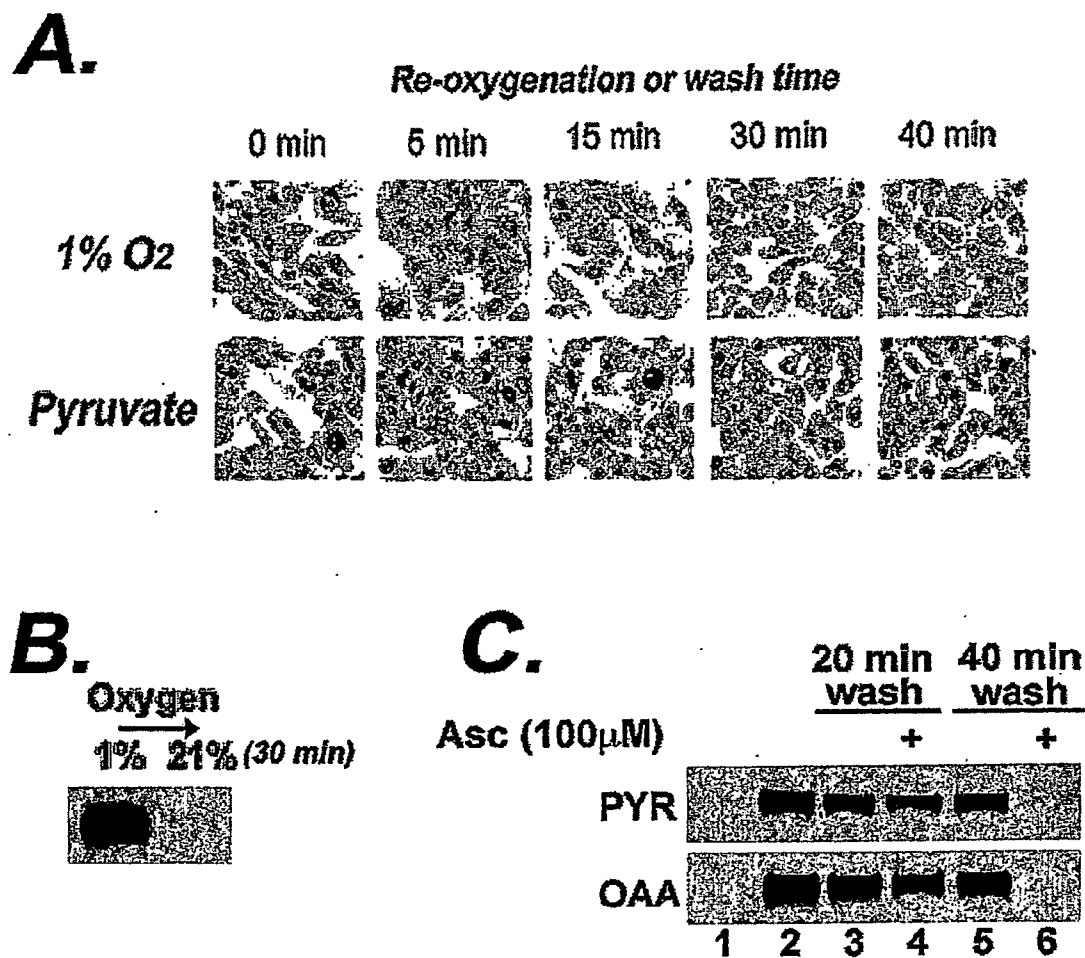 A.
Re-oxygenation or wash time
0 min 5 min 15 min 30 min 40 min
1% O2
Pyruvate
B.
Oxygen
1% 21% (30 min)
C.
20 min wash 40 min wash
Asc (100µM) + +
PYR
OAA
1 2 3 4 5 6